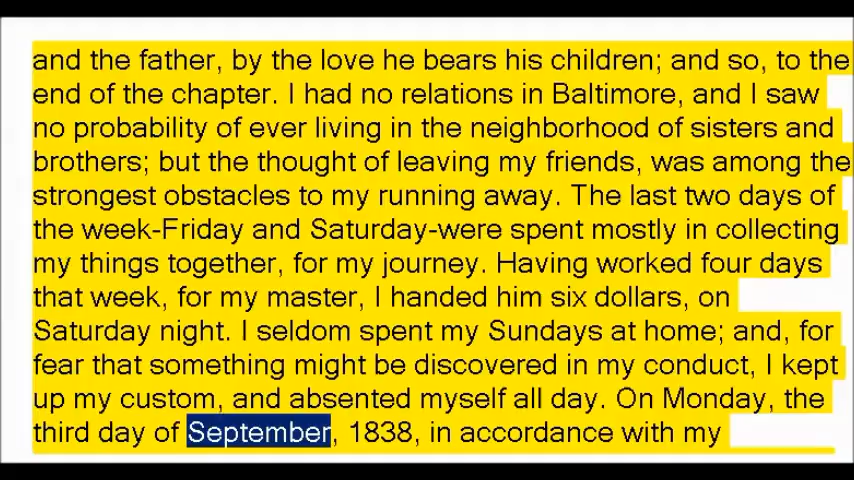 and the father, by the love he bears his children; and so, to the
end of the chapter. I had no relations in Baltimore, and I saw
no probability of ever living in the neighborhood of sisters and
brothers; but the thought of leaving my friends, was among the
strongest obstacles to my running away. The last two days of
the week-Friday and Saturday-were spent mostly in collecting
my things together, for my journey. Having worked four days
that week, for my master, I handed him six dollars, on
Saturday night. I seldom spent my Sundays at home; and, for
fear that something might be discovered in my conduct, I kept
up my custom, and absented myself all day. On Monday, the
third day of September, 1838, in accordance with my